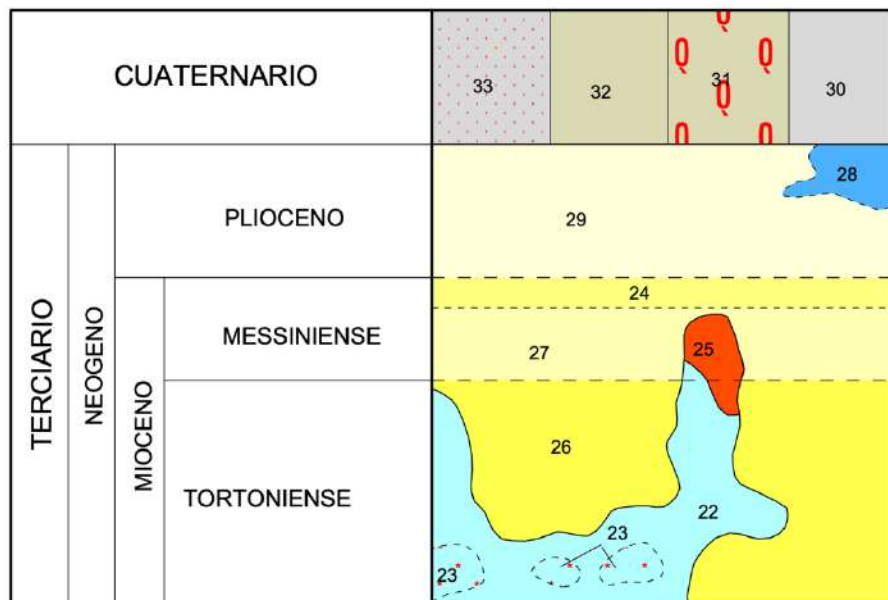 CUATERNARIO
33
32
31
30
Q
Q
Q
Q
Q
Q
TERCIARIO
NEOGENO
PLIOCENO
29
28
MIOCENO
MESSINIENSE
24
27
25
TORTONIENSE
26
22
23
23